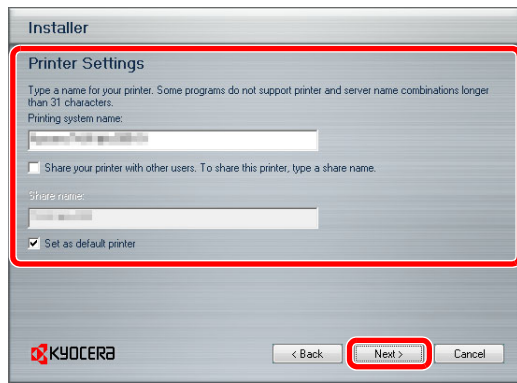 Installer
Printer Settings
Type a name for your printer. Some programs do not support printer and server name combinations longer
than 31 characters.
Printing system name:
Share your printer with other users. To share this printer, type a share name.
Share name:
Set as default printer
KYOCERA
< Back Next > Cancel